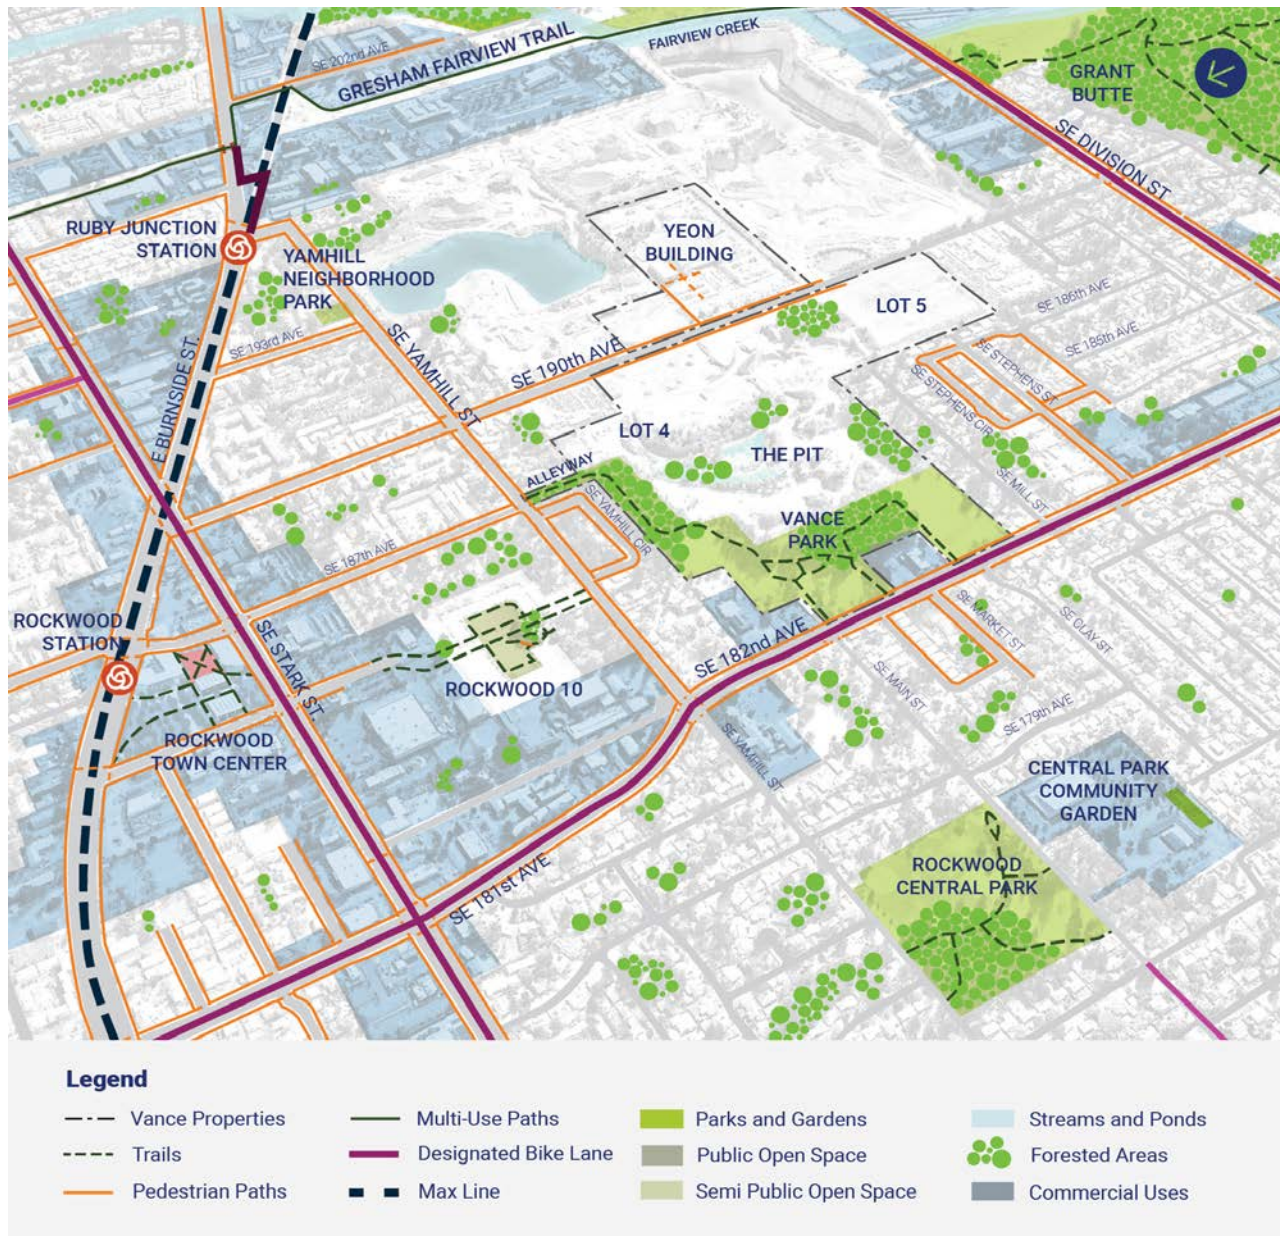 SE 202nd AVE
GRESHAM FAIRVIEW TRAIL
FAIRVIEW CREEK
GRANT
BUTTE
SE DIVISION ST
RUBY JUNCTION
STATION
YAMHILL
NEIGHBORHOOD
PARK
YEON
BUILDING
LOT 5
SE 186th AVE
SE 185th AVE
SE 193rd AVE
E BURNSIDE ST.
SE YAMHILL ST
SE 190th AVE
SE STEPHENS ST
SE STEPHENS CIR
LOT 4
THE PIT
ALLEYWAY
SE YAMHILL CIR
SE MILL ST
VANCE
PARK
SE 187th AVE
ROCKWOOD
STATION
SE STARK ST.
ROCKWOOD 10
SE 182nd AVE
SE MARKET ST
SE CLAY ST
SE MAIN ST
SE 179th AVE
ROCKWOOD
TOWN CENTER
SE YAMHILL ST
CENTRAL PARK
COMMUNITY
GARDEN
ROCKWOOD
CENTRAL PARK
SE 181st AVE
Legend
Vance Properties
Trails
Pedestrian Paths
Multi-Use Paths
Designated Bike Lane
Max Line
Parks and Gardens
Public Open Space
Semi Public Open Space
Streams and Ponds
Forested Areas
Commercial Uses